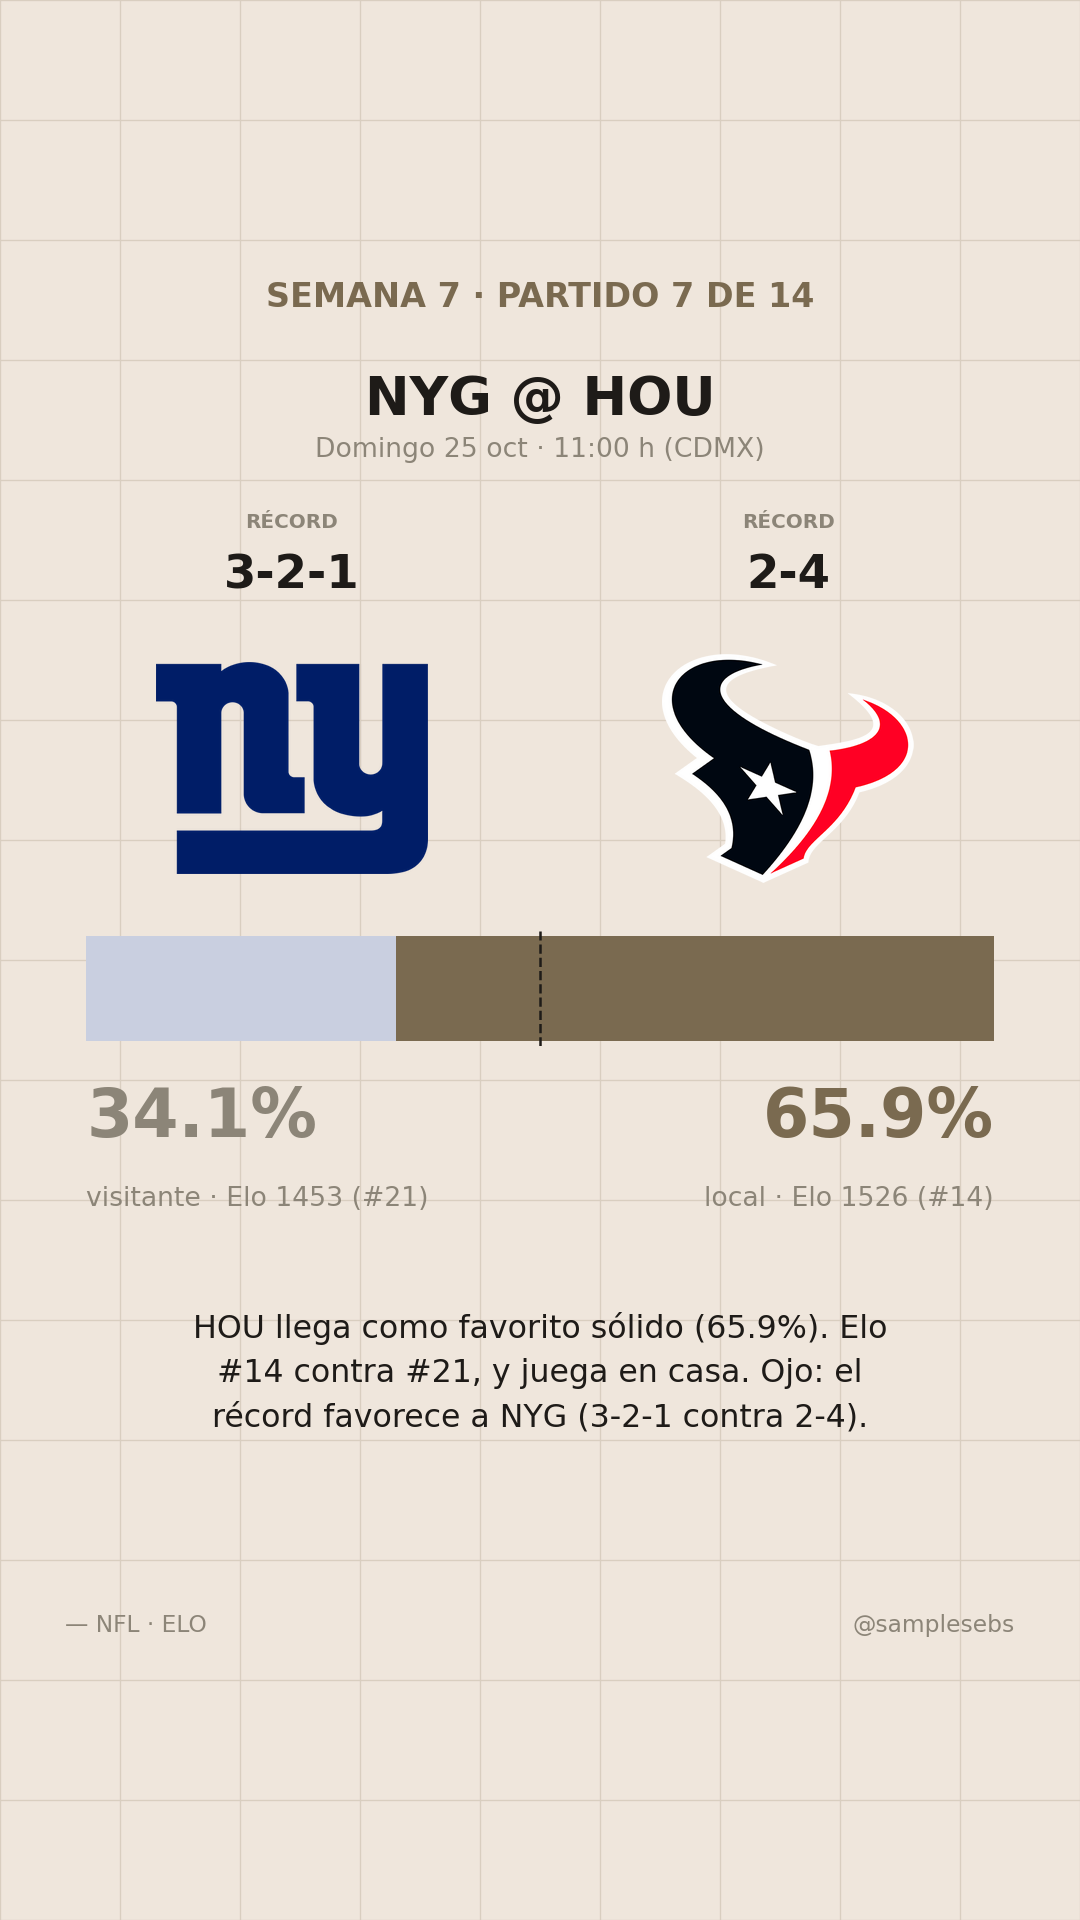 SEMANA 7 · PARTIDO 7 DE 14
NYG @ HOU
Domingo 25 oct · 11:00 h (CDMX)
RÉCORD
3-2-1
RÉCORD
2-4
ny
34.1%
65.9%
visitante · Elo 1453 (#21)
local · Elo 1526 (#14)
HOU llega como favorito sólido (65.9%). Elo
#14 contra #21, y juega en casa. Ojo: el
récord favorece a NYG (3-2-1 contra 2-4).
— NFL · ELO
@samplesebs